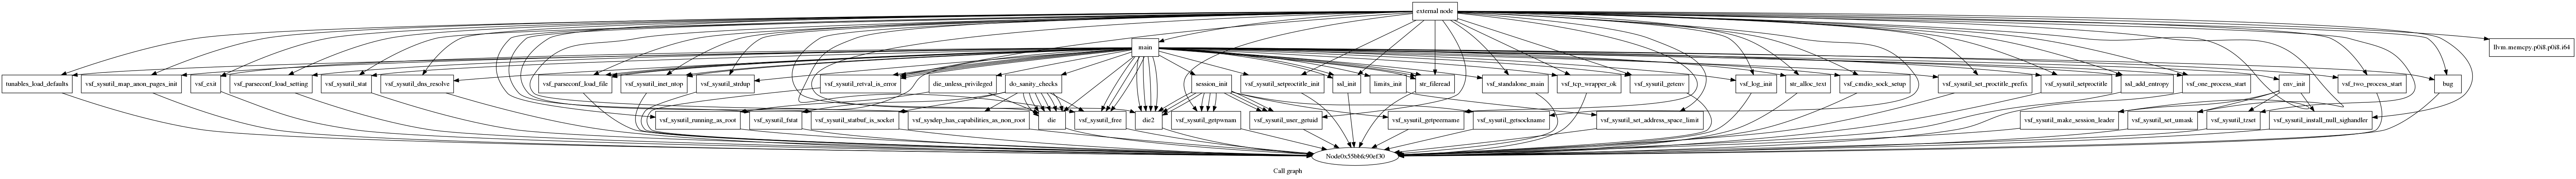 external node
main
llvm.memcpy.p0i8.p0i8.i64
tunables_load_defaults
vsf_sysutil_map_anon_pages_init
vsf_exit
vsf_parseconf_load_setting
vsf_sysutil_stat
vsf_sysutil_dns_resolve
vsf_parseconf_load_file
vsf_sysutil_inet_ntop
vsf_sysutil_strdup
vsf_sysutil_retval_is_error
die_unless_privileged
do_sanity_checks
session_init
vsf_sysutil_setproctitle_init
ssl_init
limits_init
str_fileread
vsf_standalone_main
vsf_tcp_wrapper_ok
vsf_sysutil_getenv
vsf_log_init
str_alloc_text
vsf_cmdio_sock_setup
vsf_sysutil_set_proctitle_prefix
vsf_sysutil_setproctitle
ssl_add_entropy
vsf_one_process_start
env_init
vsf_two_process_start
bug
vsf_sysutil_running_as_root
vsf_sysutil_fstat
vsf_sysutil_statbuf_is_socket
vsf_sysdep_has_capabilities_as_non_root
die
vsf_sysutil_free
die2
vsf_sysutil_getpwnam
vsf_sysutil_user_getuid
vsf_sysutil_getpeername
vsf_sysutil_getsockname
vsf_sysutil_set_address_space_limit
vsf_sysutil_make_session_leader
vsf_sysutil_set_umask
vsf_sysutil_tzset
vsf_sysutil_install_null_sighandler
Call graph